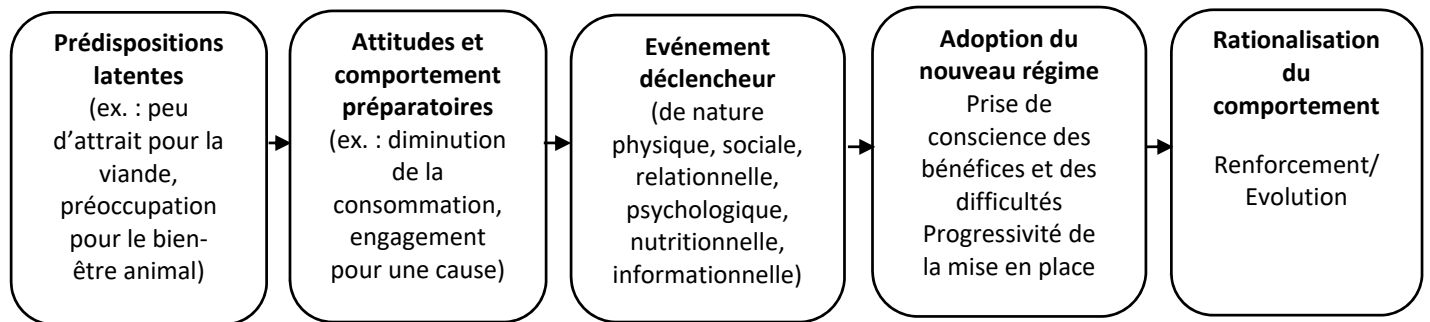 Prédispositions
latentes
(ex. : peu
d'attrait pour la
viande,
préoccupation
pour le bien-
être animal)
Attitudes et
comportement
préparatoires
(ex. : diminution
de la
consommation,
engagement
pour une cause)
Evénement
déclencheur
(de nature
physique, sociale,
relationnelle,
psychologique,
nutritionnelle,
informationnelle)
Adoption du
nouveau régime
Prise de
conscience des
bénéfices et des
difficultés
Progressivité de
la mise en place
Rationalisation
du
comportement
Renforcement/
Evolution